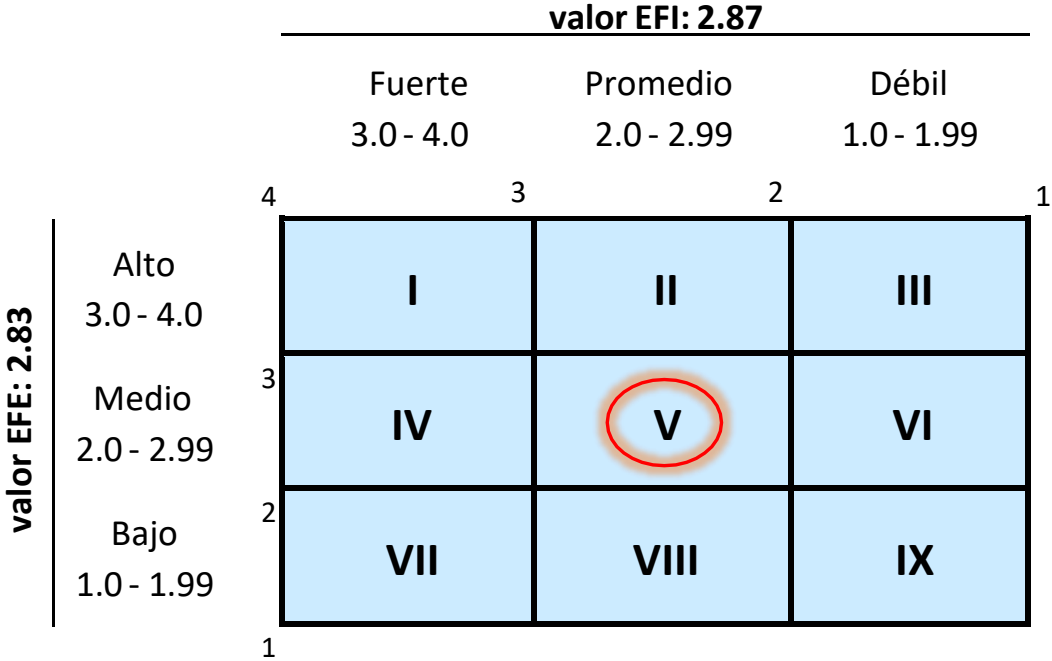 valor EFI: 2.87
Fuerte Promedio Débil
3.0 - 4.0 2.0 - 2.99 1.0 - 1.99
4 3 2 1
valor EFE: 2.83
Alto
3.0 - 4.0
I II III
3
Medio
2.0 - 2.99
IV V VI
2
Bajo
1.0 - 1.99
VII VIII IX
1